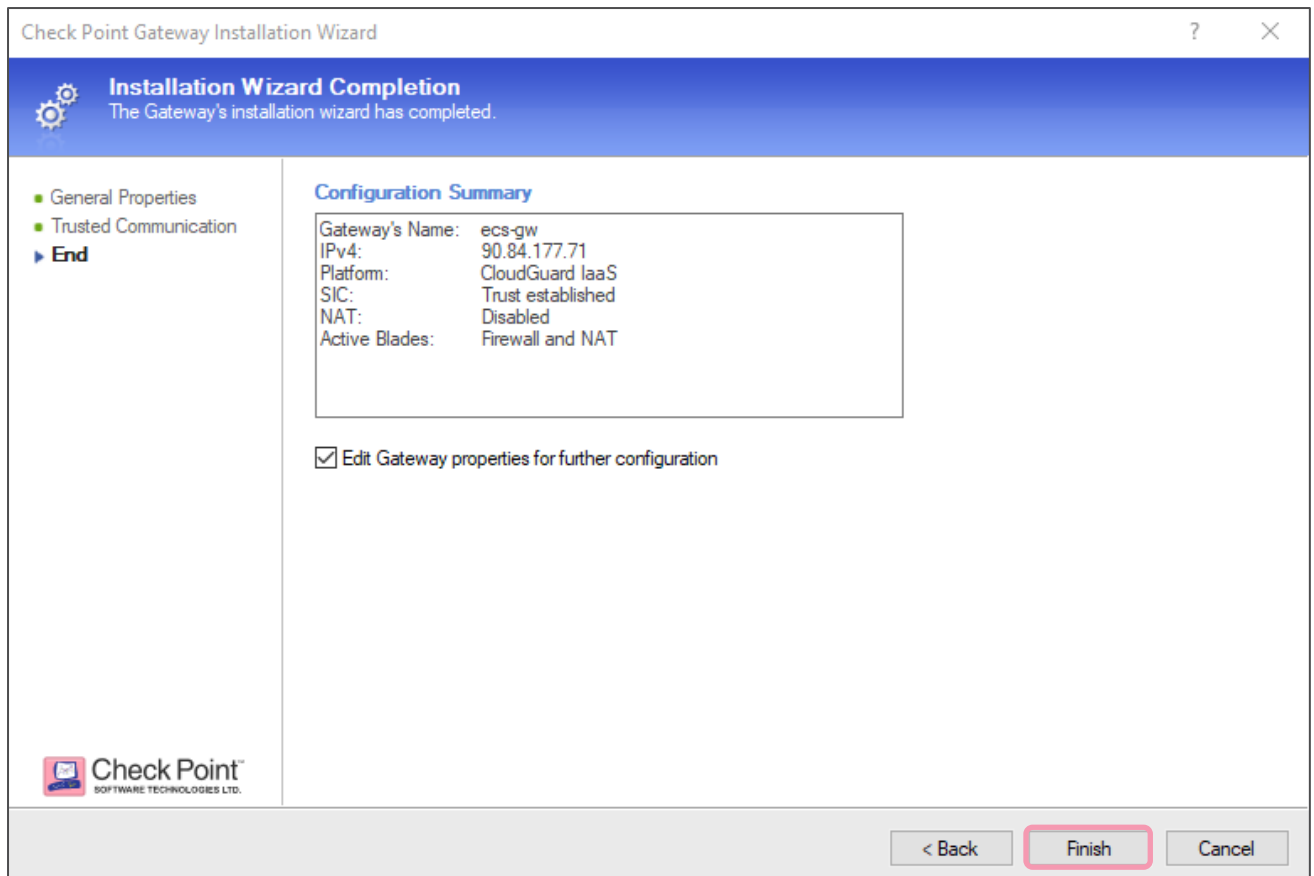 Check Point Gateway Installation Wizard ?
Installation Wizard Completion
The Gateway's installation wizard has completed.
General Properties
Trusted Communication
End
Configuration Summary
Gateway's Name: ecs-gw
IPv4: 90.84.177.71
Platform: CloudGuard IaaS
SIC: Trust established
NAT: Disabled
Active Blades: Firewall and NAT
Edit Gateway properties for further configuration
Check Point™
SOFTWARE TECHNOLOGIES LTD.
< Back Finish Cancel